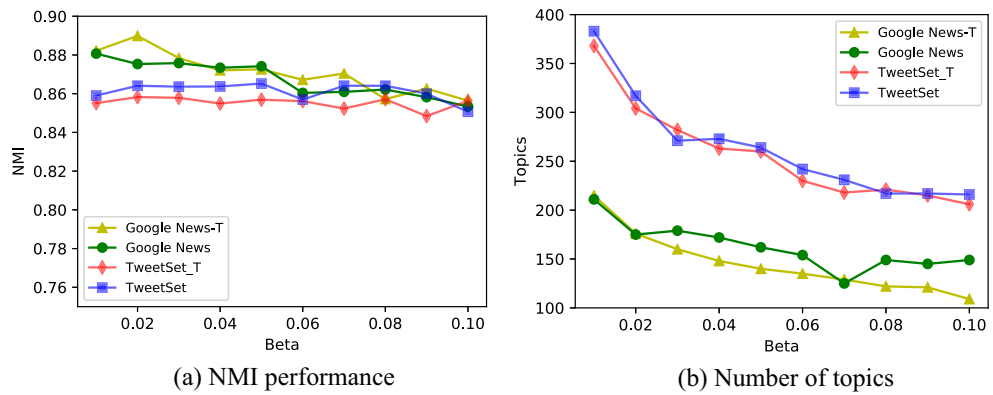 0.90
0.88
0.86
0.84
0.82
0.80
0.78
0.76
NMI
Google News-T
Google News
TweetSet_T
TweetSet
0.02 0.04 0.06 0.08 0.10
Beta
(a) NMI performance
400
350
300
250
200
150
100
Topics
Google News-T
Google News
TweetSet_T
TweetSet
0.02 0.04 0.06 0.08 0.10
Beta
(b) Number of topics